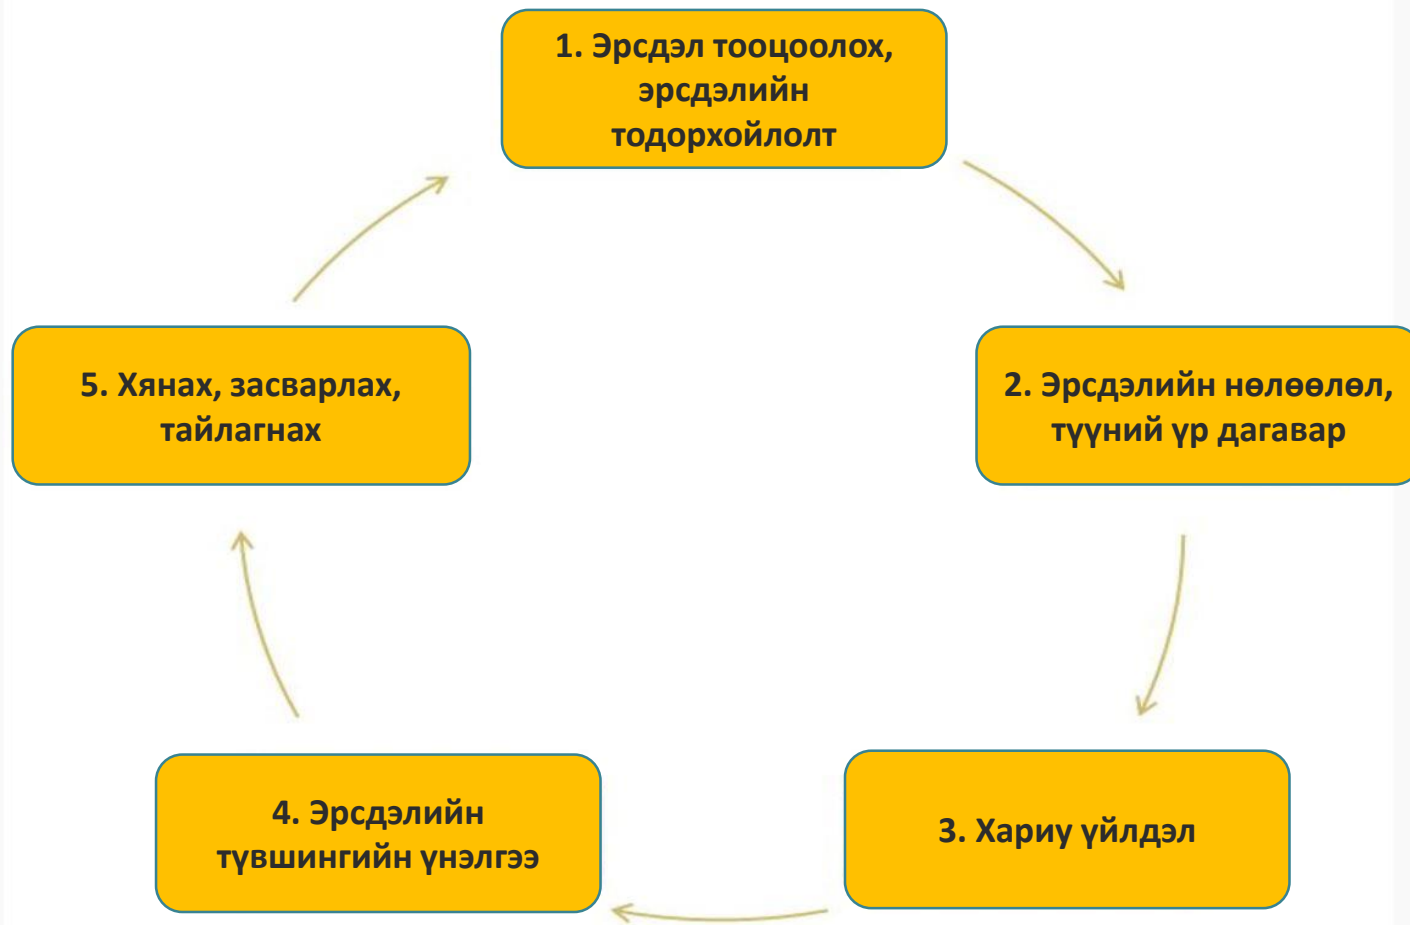 1. Эрсдэл тооцоолох,
эрсдэлийн
тодорхойлолт
2. Эрсдэлийн нөлөөлөл,
түүний үр дагавар
3. Хариу үйлдэл
4. Эрсдэлийн
түвшингийн үнэлгээ
5. Хянах, засварлах,
тайлагнах